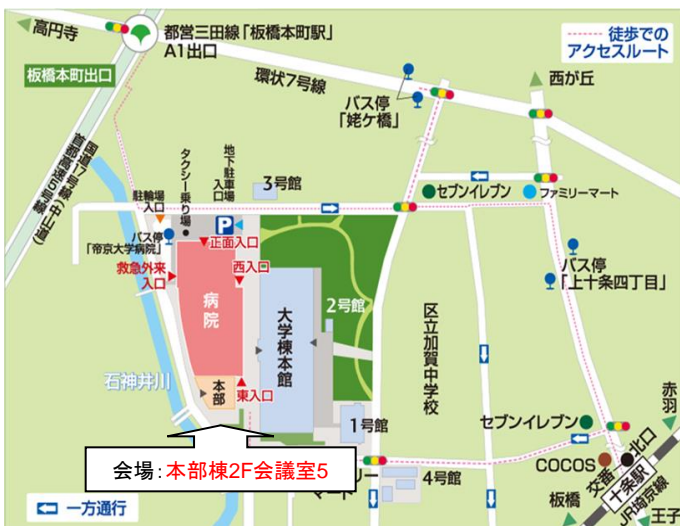 高円寺
都営三田線「板橋本町駅」
A1出口
徒歩での
アクセスルート
板橋本町出口
環状7号線
バス停
「姥ケ橋」
西が丘
国道17号線(中山道)
首都高速5号線
タクシー乗り場
地下駐車場
入口
3号館
駐輪場
入口
P
セブンイレブン
ファミリーマート
バス停
「帝京大学病院」
正面入口
救急外来
入口
西入口
バス停
「上十条四丁目」
病院
大学棟本館
2号館
区立加賀中学校
石神井川
本部
東入口
1号館
セブンイレブン
赤羽
会場:本部棟2F会議室5
リー
マート
4号館
COCOS
交番
北口
十条駅
JR埼京線
板橋
王子
一方通行